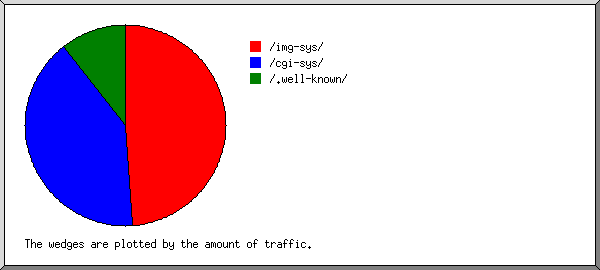 /img-sys/
/cgi-sys/
/.well-known/
The wedges are plotted by the amount of traffic.